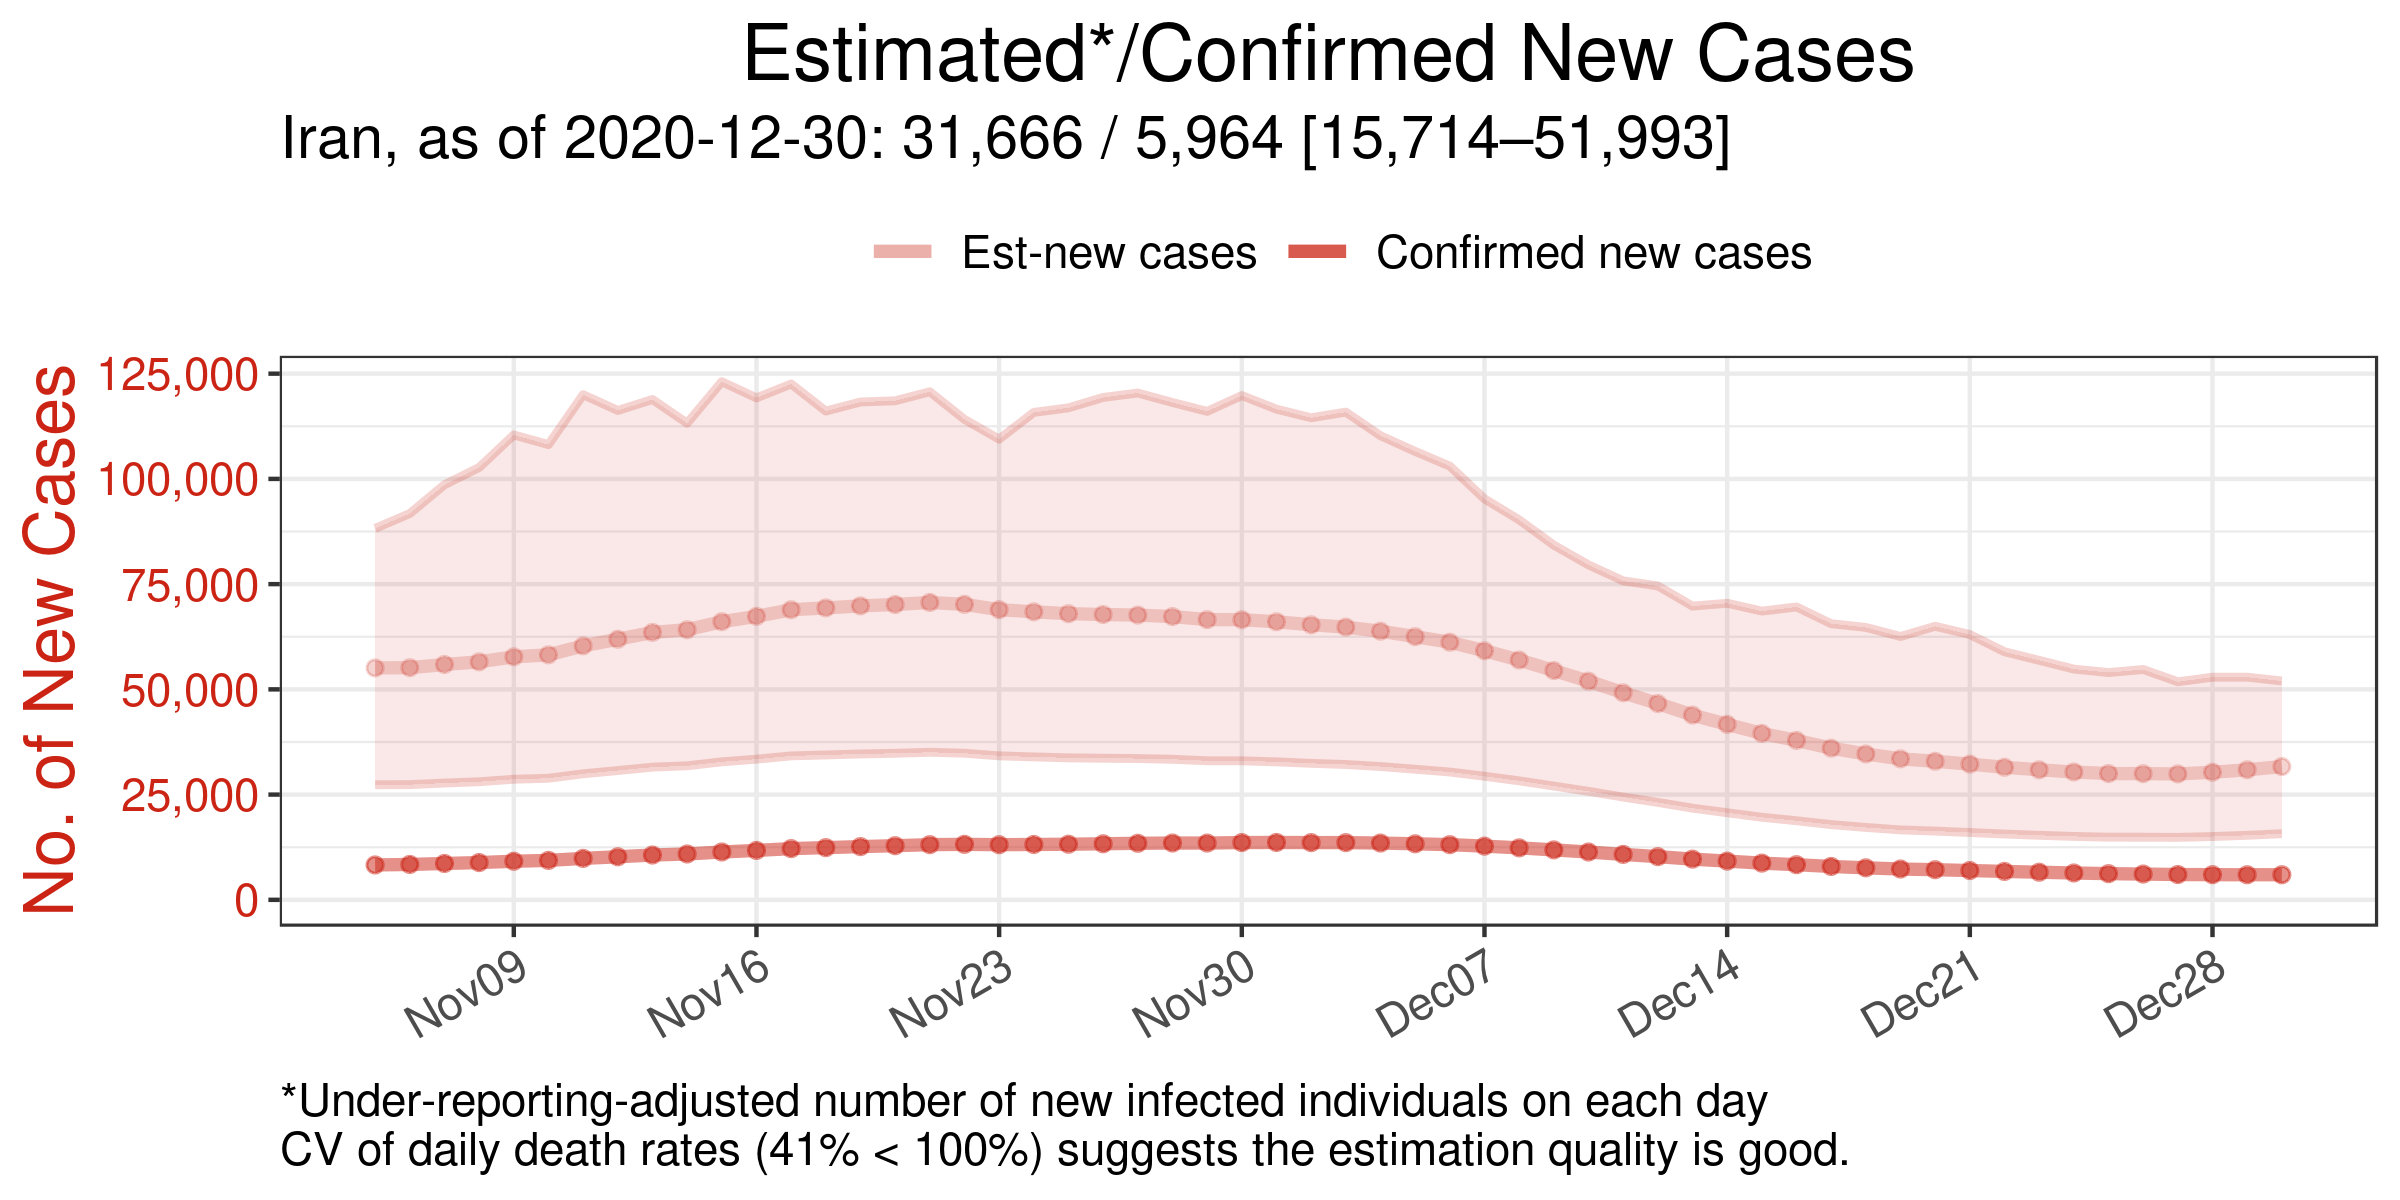 Estimated*/Confirmed New Cases
Iran, as of 2020-12-30: 31,666 / 5,964 [15,714–51,993]
Est-new cases
Confirmed new cases
No. of New Cases
125,000
100,000
75,000
50,000
25,000
0
Nov09
Nov16
Nov23
Nov30
Dec07
Dec14
Dec21
Dec28
*Under-reporting-adjusted number of new infected individuals on each day
CV of daily death rates (41% < 100%) suggests the estimation quality is good.